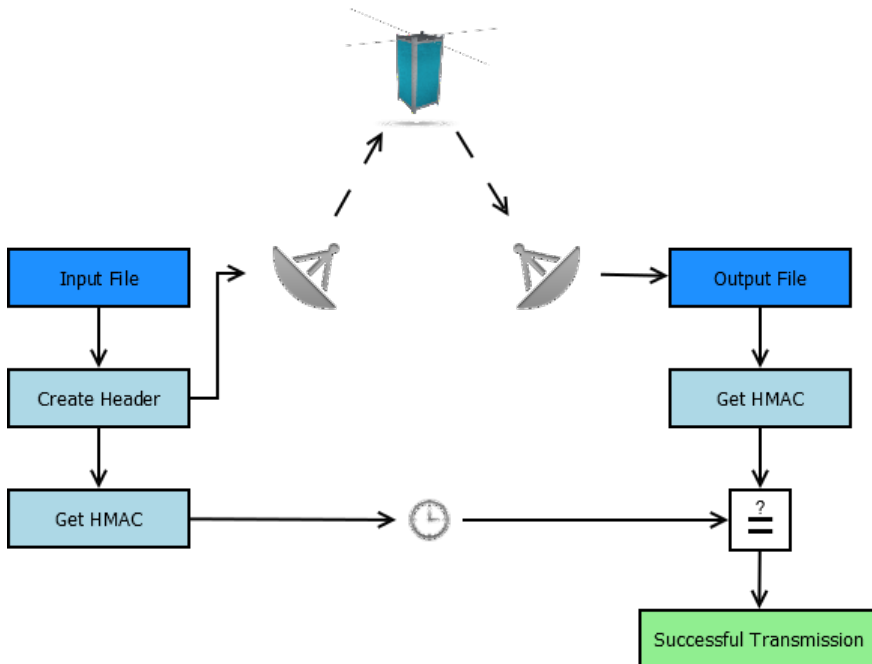 Input File
Output File
Create Header
Get HMAC
Get HMAC
?
=
Successful Transmission